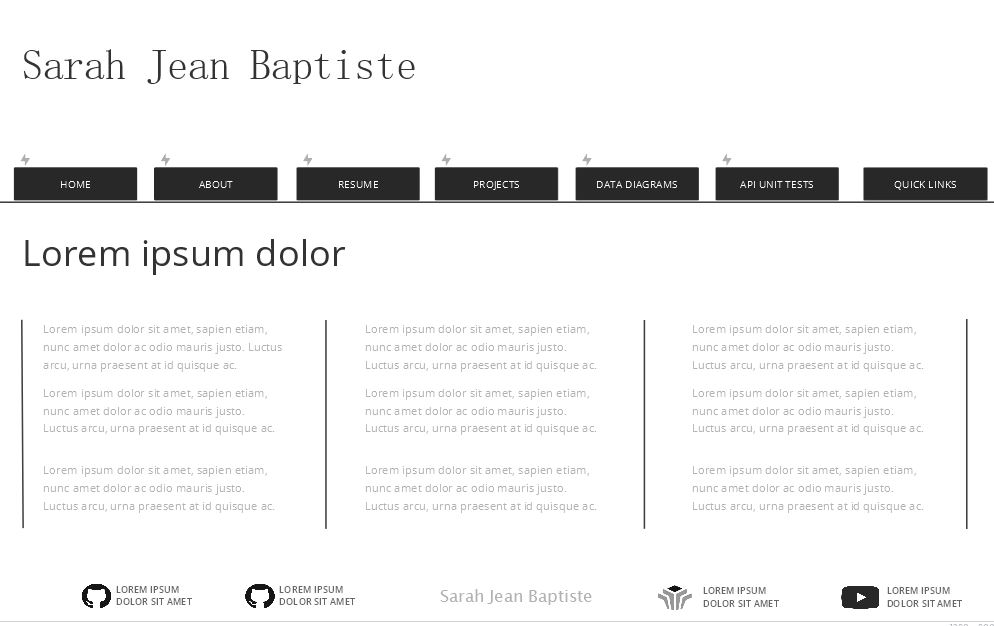 Sarah Jean Baptiste
HOME
ABOUT
RESUME
PROJECTS
DATA DIAGRAMS
API UNIT TESTS
QUICK LINKS
Lorem ipsum dolor
Lorem ipsum dolor sit amet, sapien etiam,
nunc amet dolor ac odio mauris justo. Luctus
arcu, urna praesent at id quisque ac.
Lorem ipsum dolor sit amet, sapien etiam,
nunc amet dolor ac odio mauris justo.
Luctus arcu, urna praesent at id quisque ac.
Lorem ipsum dolor sit amet, sapien etiam,
nunc amet dolor ac odio mauris justo.
Luctus arcu, urna praesent at id quisque ac.
Lorem ipsum dolor sit amet, sapien etiam,
nunc amet dolor ac odio mauris justo.
Luctus arcu, urna praesent at id quisque ac.
Lorem ipsum dolor sit amet, sapien etiam,
nunc amet dolor ac odio mauris justo.
Luctus arcu, urna praesent at id quisque ac.
Lorem ipsum dolor sit amet, sapien etiam,
nunc amet dolor ac odio mauris justo.
Luctus arcu, urna praesent at id quisque ac.
Lorem ipsum dolor sit amet, sapien etiam,
nunc amet dolor ac odio mauris justo.
Luctus arcu, urna praesent at id quisque ac.
Lorem ipsum dolor sit amet, sapien etiam,
nunc amet dolor ac odio mauris justo.
Luctus arcu, urna praesent at id quisque ac.
Lorem ipsum dolor sit amet, sapien etiam,
nunc amet dolor ac odio mauris justo.
Luctus arcu, urna praesent at id quisque ac.
LOREM IPSUM
DOLOR SIT AMET
LOREM IPSUM
DOLOR SIT AMET
Sarah Jean Baptiste
LOREM IPSUM
DOLOR SIT AMET
LOREM IPSUM
DOLOR SIT AMET